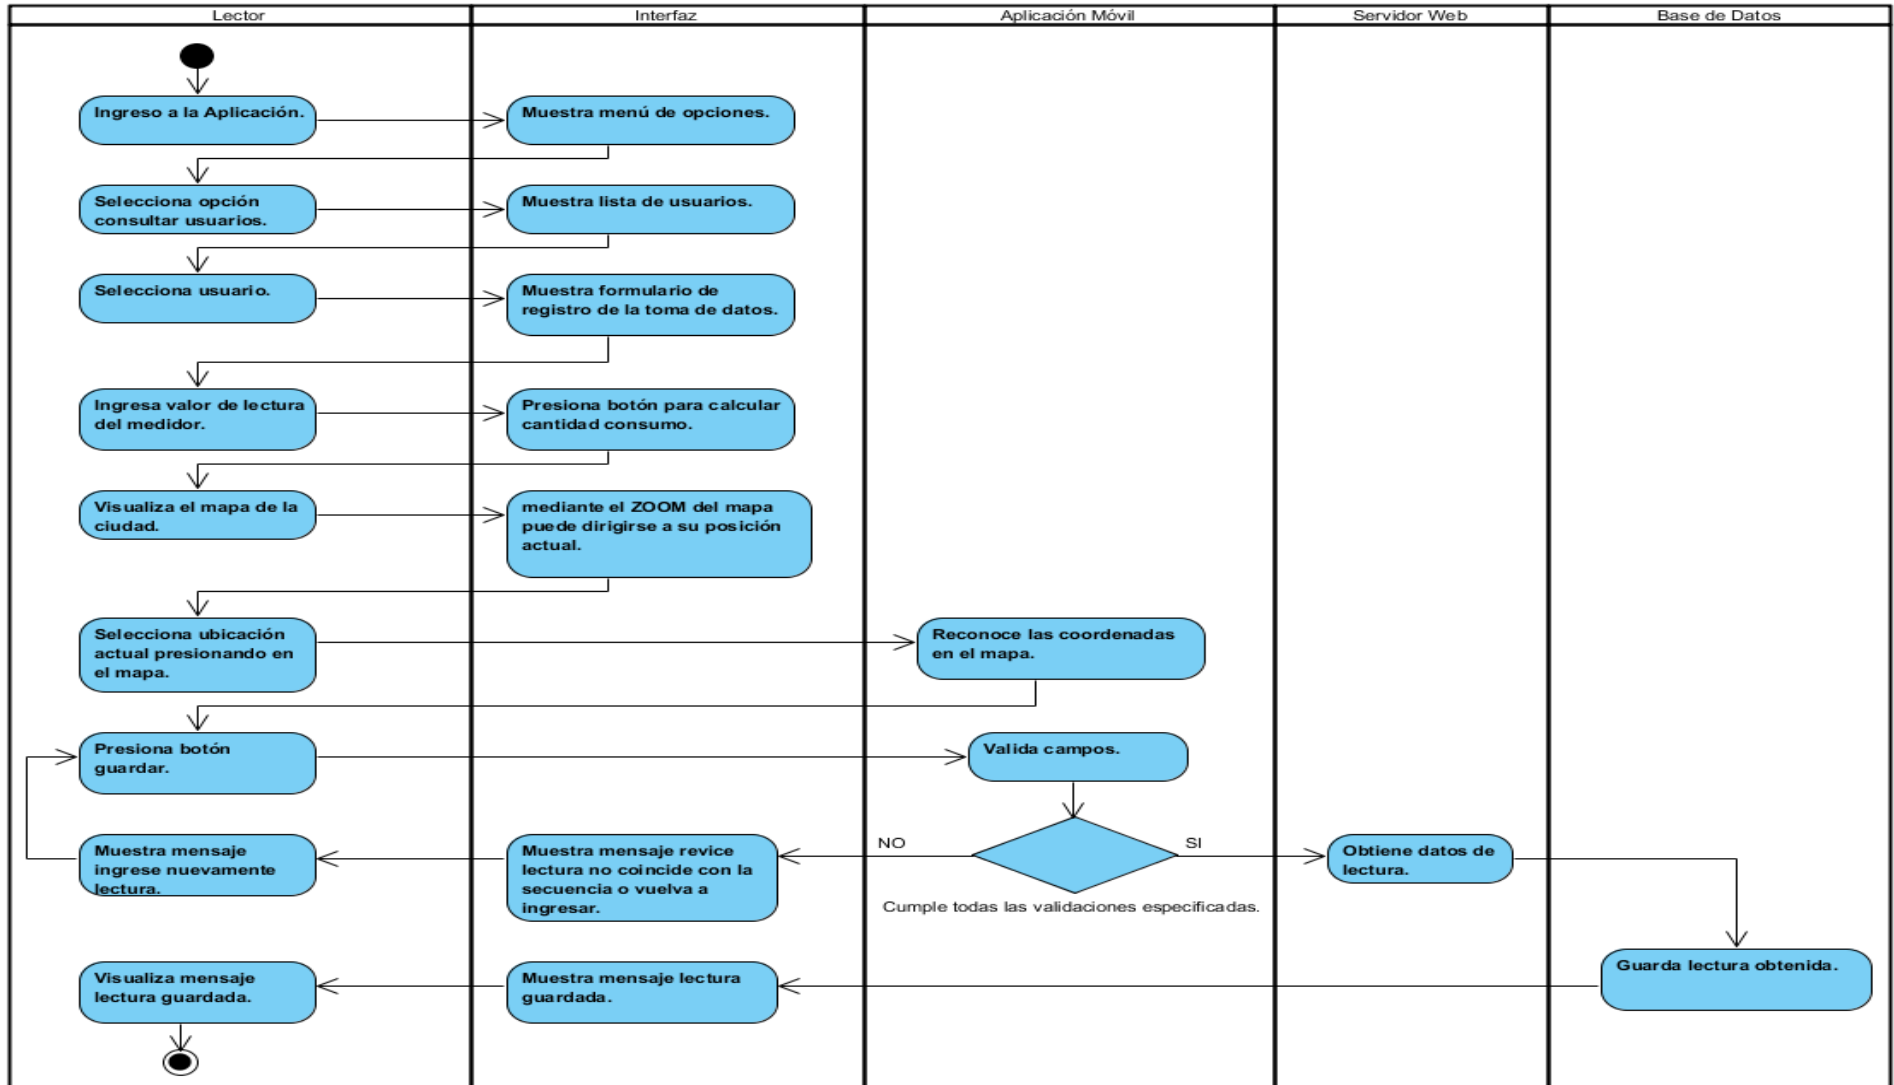 Lector
Interfaz
Aplicación Móvil
Servidor Web
Base de Datos
Ingreso a la Aplicación.
Muestra menú de opciones.
Selecciona opción
consultar usuarios.
Muestra lista de usuarios.
Selecciona usuario.
Muestra formulario de
registro de la toma de datos.
Ingresa valor de lectura
del medidor.
Presiona botón para calcular
cantidad consumo.
Visualiza el mapa de la
ciudad.
mediante el ZOOM del mapa
puede dirigirse a su posición
actual.
Selecciona ubicación
actual presionando en
el mapa.
Reconoce las coordenadas
en el mapa.
Presiona botón
guardar.
Valida campos.
NO
SI
Muestra mensaje
ingrese nuevamente
lectura.
Muestra mensaje revice
lectura no coincide con la
secuencia o vuelva a
ingresar.
Cumple todas las validaciones especificadas.
Obtiene datos de
lectura.
Guarda lectura obtenida.
Visualiza mensaje
lectura guardada.
Muestra mensaje lectura
guardada.